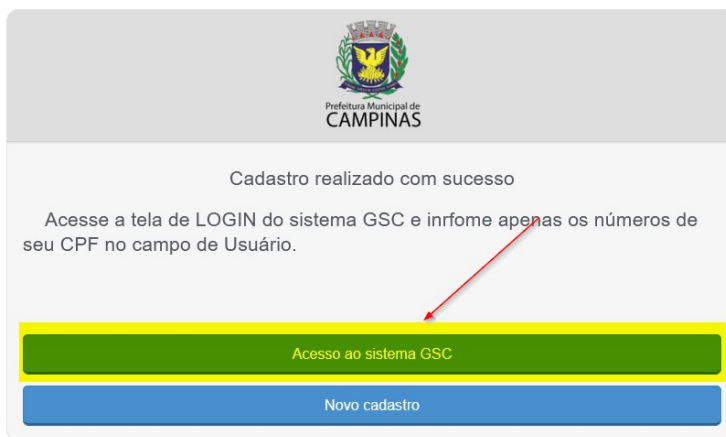 Prefeitura Municipal de
CAMPINAS
Cadastro realizado com sucesso
Acesse a tela de LOGIN do sistema GSC e inrfome apenas os números de
seu CPF no campo de Usuário.
Acesso ao sistema GSC
Novo cadastro